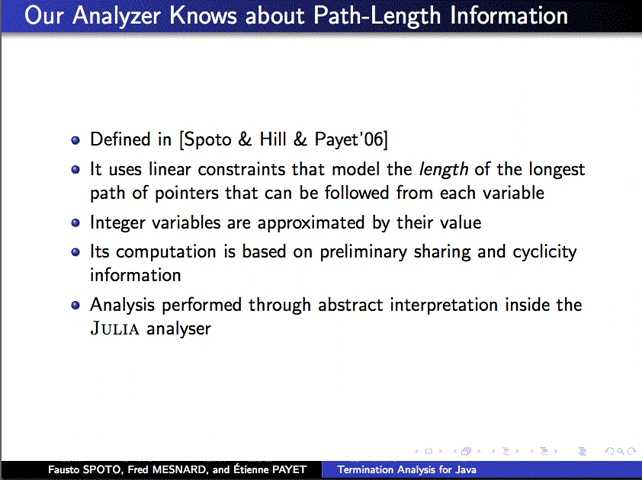 Our Analyzer Knows about Path-Length Information
Defined in [Spoto & Hill & Payet'06]
It uses linear constraints that model the length of the longest
path of pointers that can be followed from each variable
Integer variables are approximated by their value
Its computation is based on preliminary sharing and cyclicity
information
Analysis performed through abstract interpretation inside the
JULIA analyser
Fausto SPOTO, Fred MESNARD, and Étienne PAYET
Termination Analysis for Java